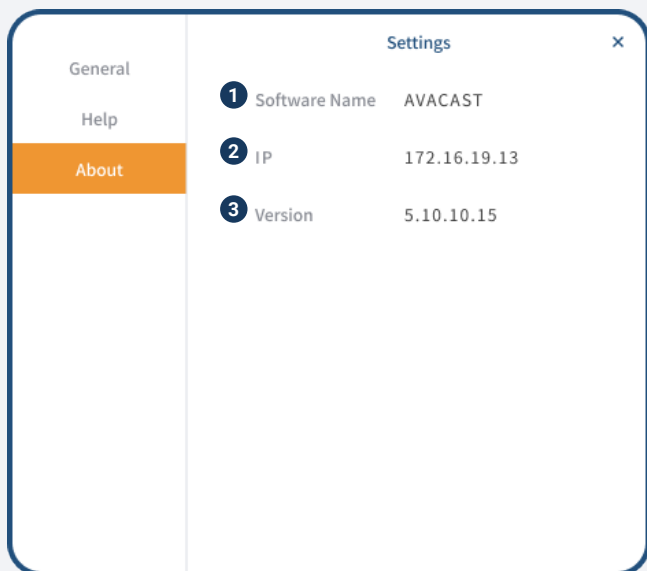 General
Help
About
Settings ×
1 Software Name AVACAST
2 IP 172.16.19.13
3 Version 5.10.10.15